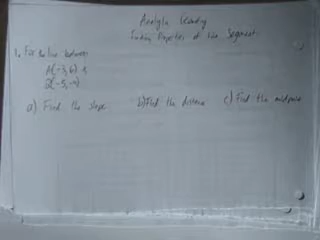 Analytic Geometry
Finding Properties of Line Segments
1. For the line between
A(-3,6) &
B(-5,-4)
a) Find the slope b) Find the distance c) Find the midpoint